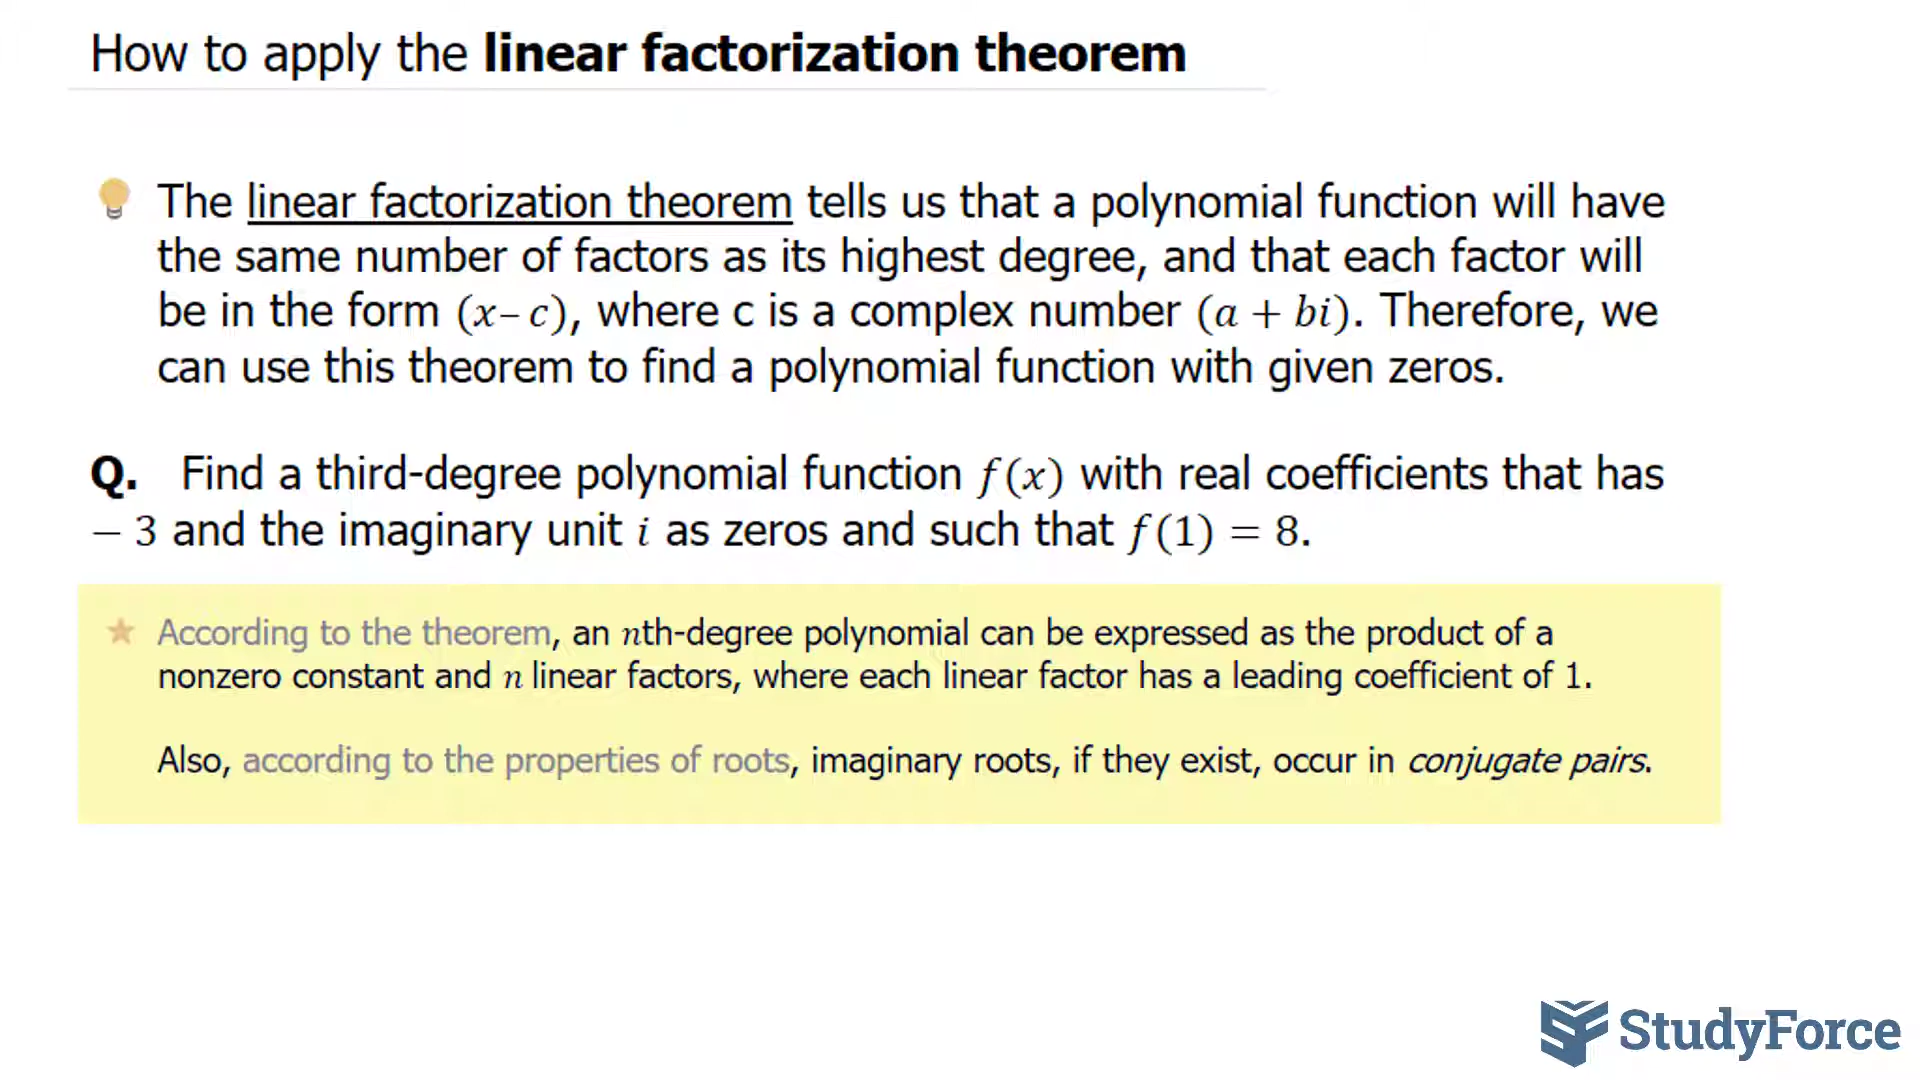 How to apply the linear factorization theorem
The linear factorization theorem tells us that a polynomial function will have
the same number of factors as its highest degree, and that each factor will
be in the form (x– c), where c is a complex number (a + bi). Therefore, we
can use this theorem to find a polynomial function with given zeros.
Q. Find a third-degree polynomial function f(x) with real coefficients that has
− 3 and the imaginary unit i as zeros and such that f(1) = 8.
According to the theorem, an nth-degree polynomial can be expressed as the product of a
nonzero constant and n linear factors, where each linear factor has a leading coefficient of 1.
Also, according to the properties of roots, imaginary roots, if they exist, occur in conjugate pairs.
StudyForce